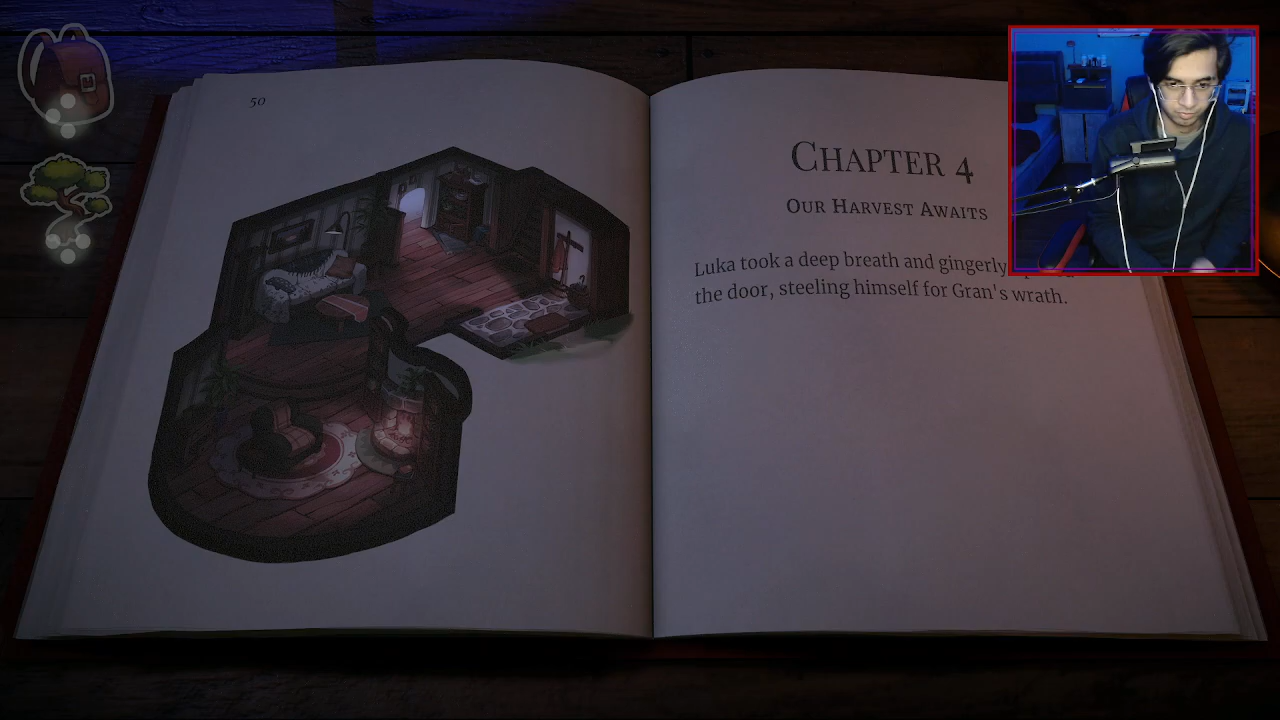 50
Chapter 4
Our Harvest Awaits
Luka took a deep breath and gingerly
the door, steeling himself for Gran's wrath.